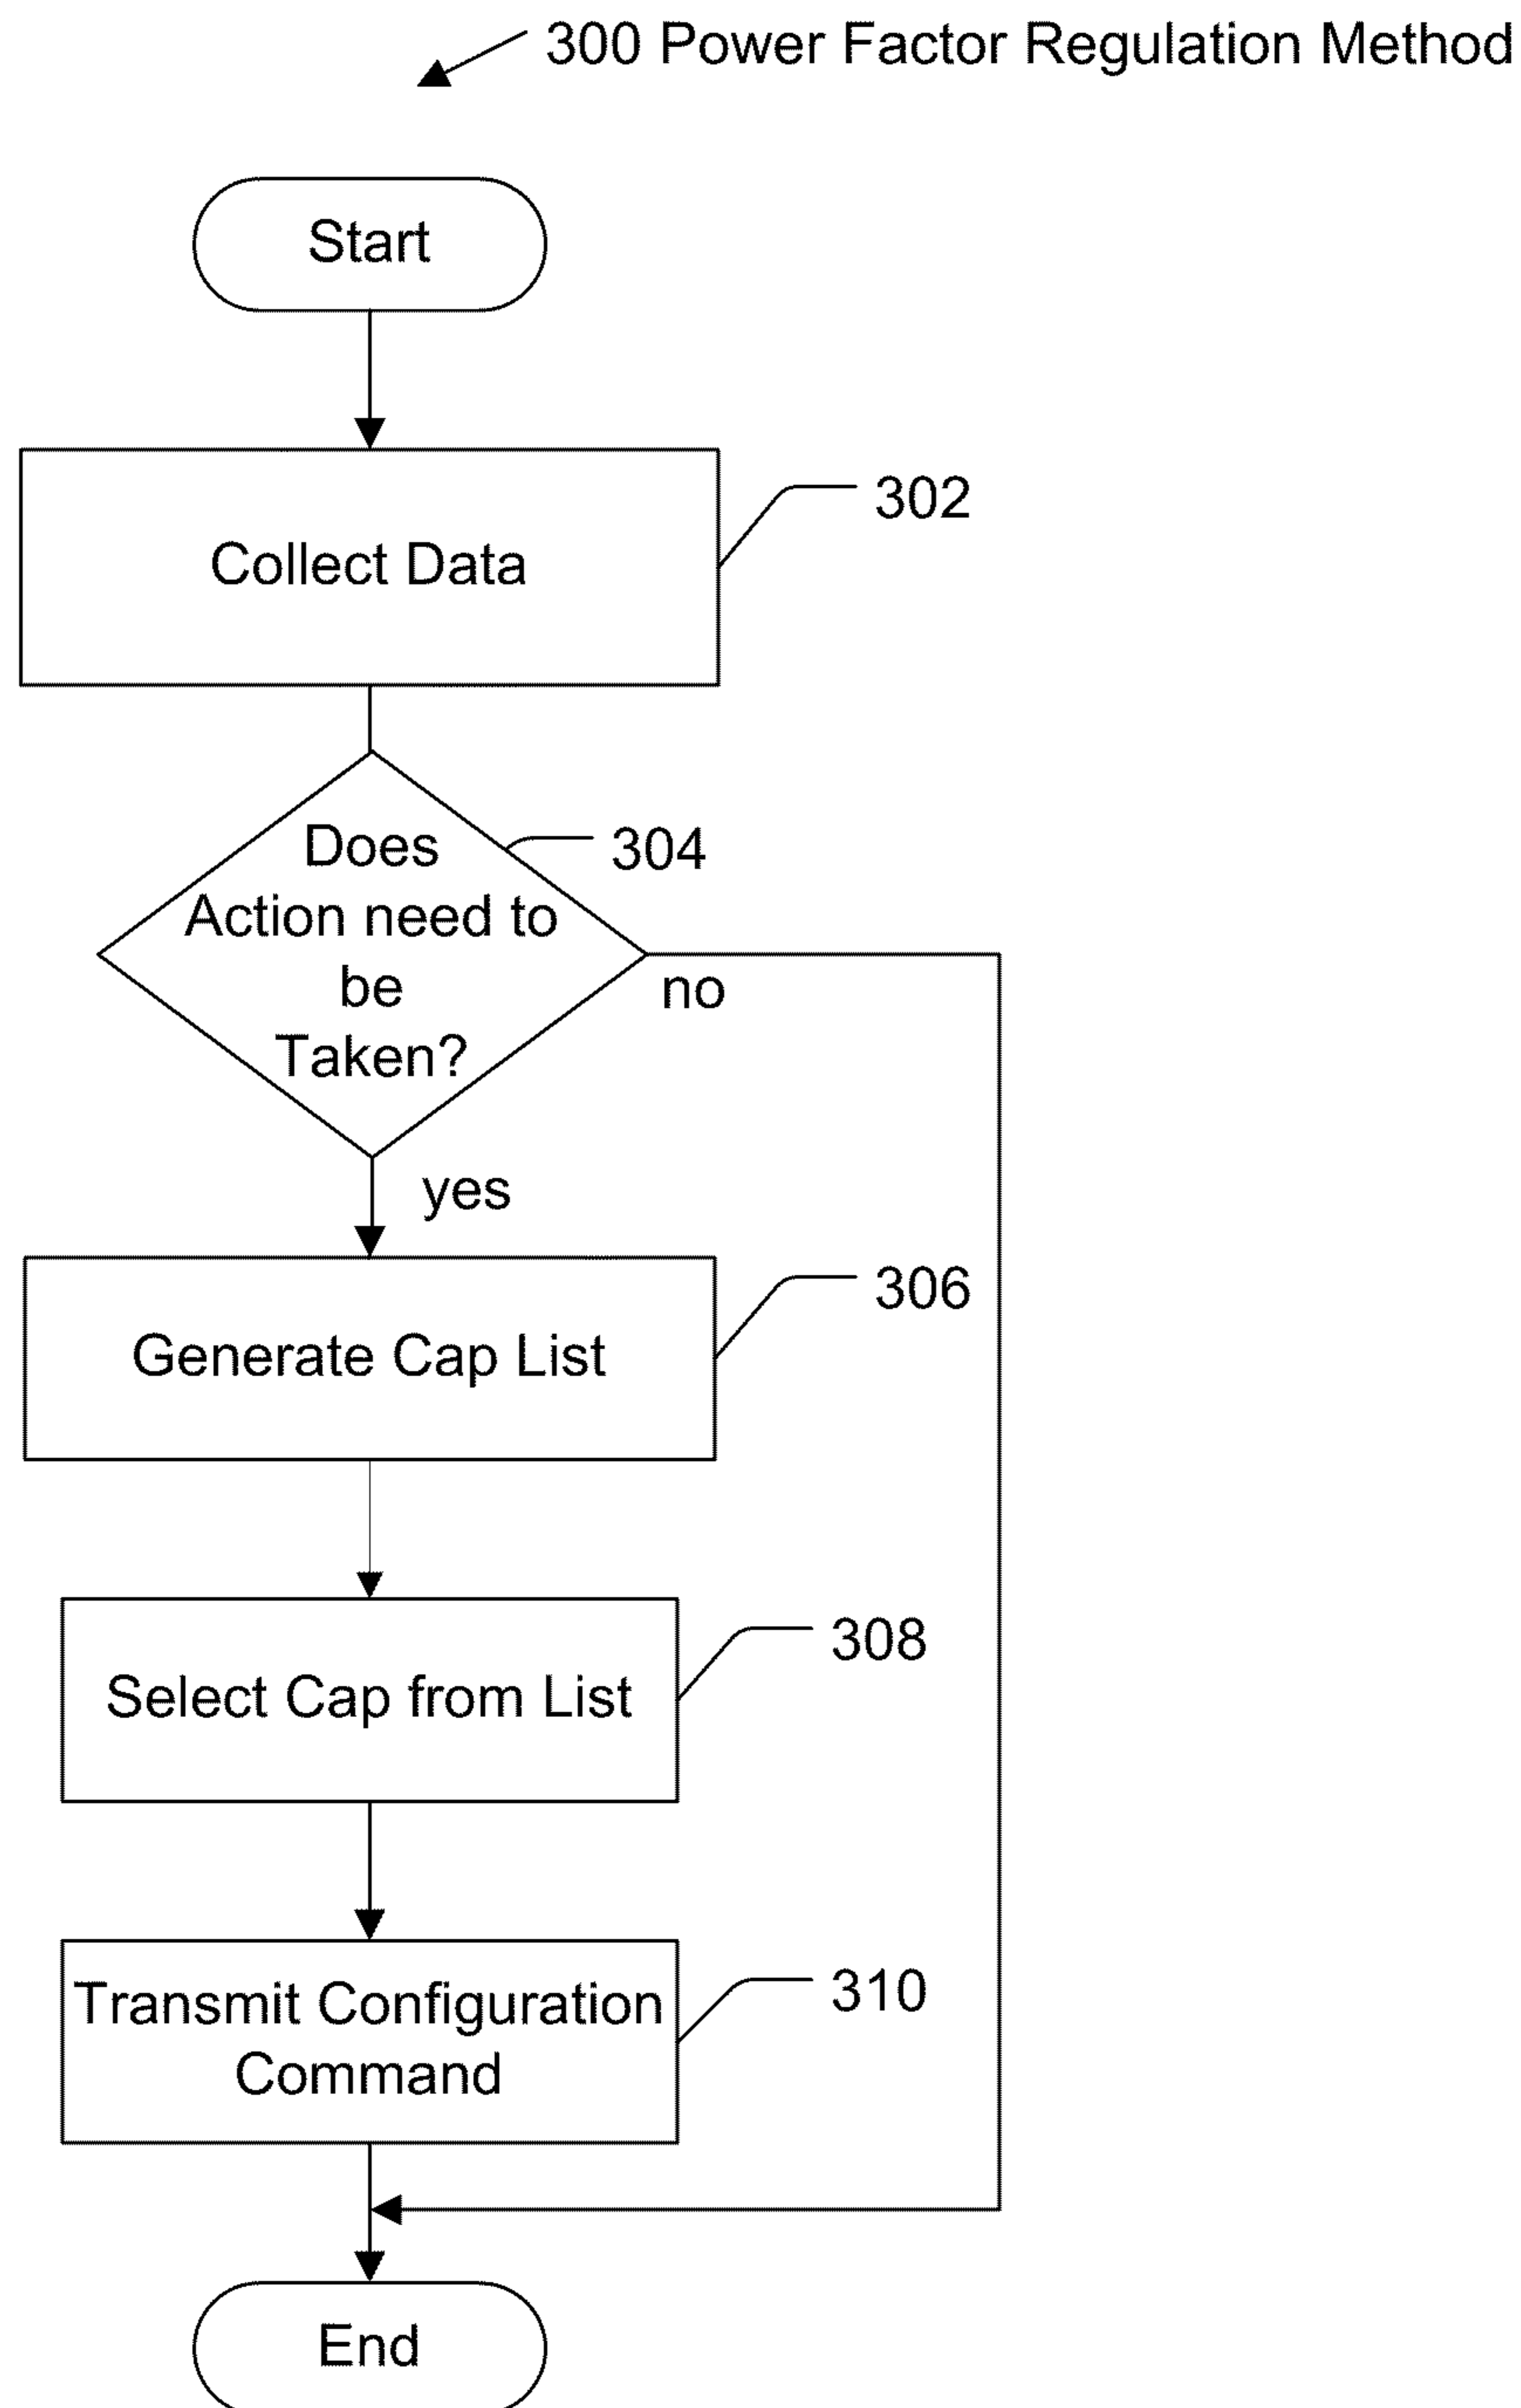 300 Power Factor Regulation Method
Start
Collect Data
302
Does
Action need to
be
Taken?
304
no
yes
Generate Cap List
306
Select Cap from List
308
Transmit Configuration
Command
310
End